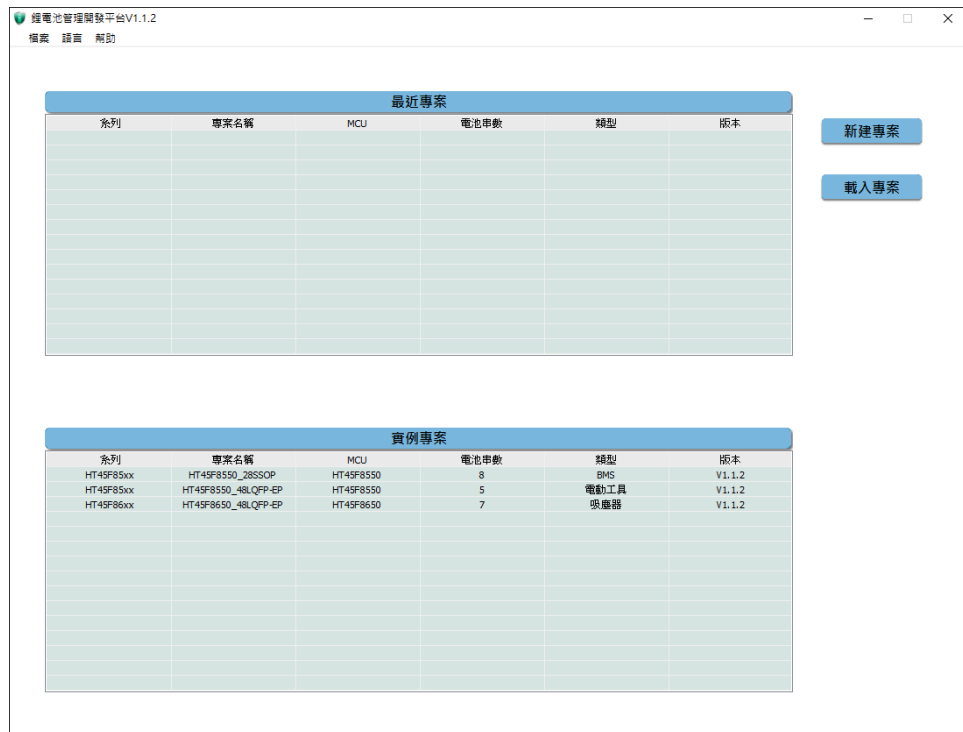 鋰電池管理開發平台V1.1.2
檔案 語言 幫助
最近專案
系列 專案名稱 MCU 電池串數 類型 版本
新建專案
載入專案
實例專案
系列 專案名稱 MCU 電池串數 類型 版本
HT45F85xx HT45F8550_28SSOP HT45F8550 8 BMS V1.1.2
HT45F85xx HT45F8550_48LQFP-EP HT45F8550 5 電動工具 V1.1.2
HT45F86xx HT45F8650_48LQFP-EP HT45F8650 7 吸塵器 V1.1.2